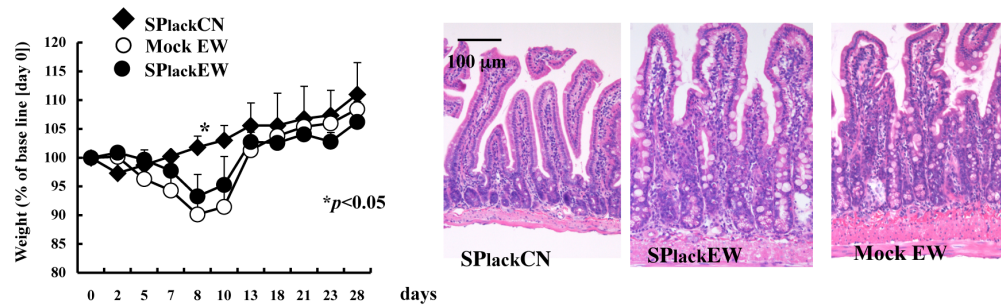 SPlackCN
Mock EW
SPlackEW
Weight (% of base line [day 0])
120
115
110
105
100
95
90
85
80
*
*p<0.05
0 2 5 7 8 10 13 18 21 23 28 days
100 μm
SPlackCN
SPlackEW
Mock EW